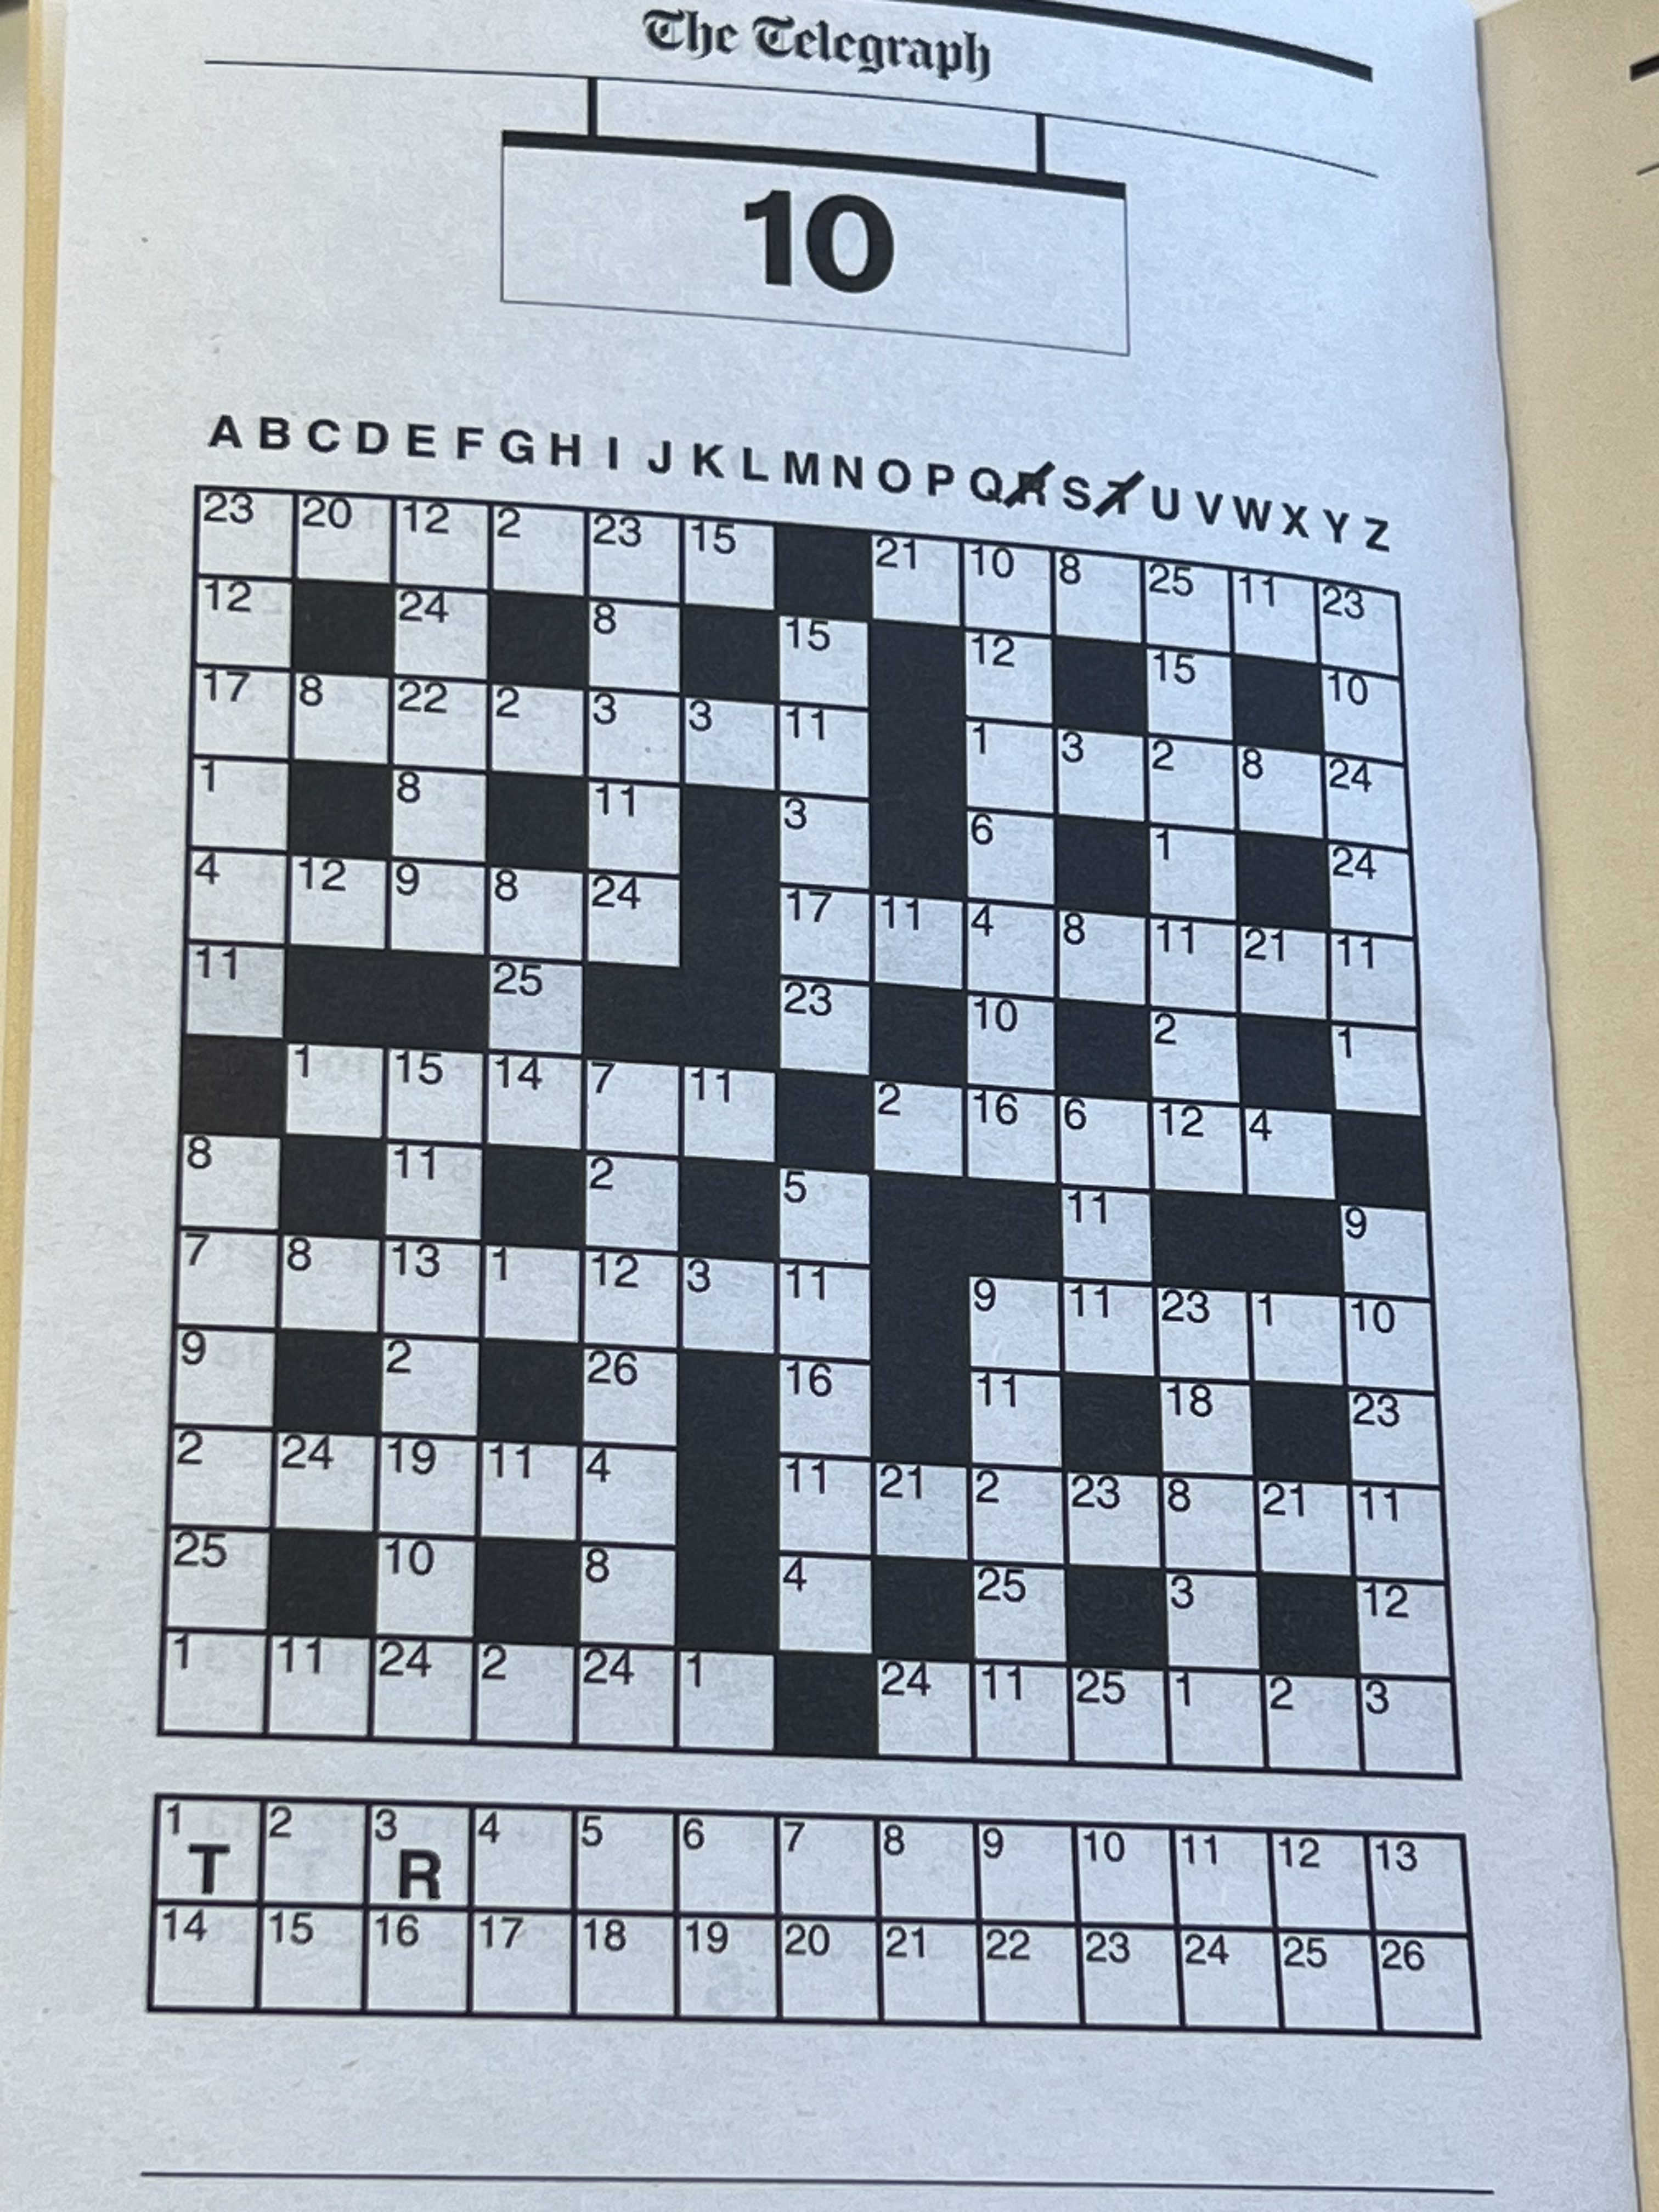 The Telegraph
10
A B C D E F G H I J K L M N O P Q R S T U V W X Y Z
23 20 12 2 23 15 21 10 8 25 11 23
12 24 8 15 12 15 10
17 8 22 2 3 3 11 1 3 2 8 24
1 8 11 3 6 1 24
4 12 9 8 24 17 11 4 8 11 21 11
11 25 23 10 2 1
1 15 14 7 11 2 16 6 12 4
8 11 2 5 11 9
7 8 13 1 12 3 11 9 11 23 1 10
9 2 26 16 11 18 23
2 24 19 11 4 11 21 2 23 8 21 11
25 10 8 4 25 3 12
1 11 24 2 24 1 24 11 25 1 2 3
1 2 3 4 5 6 7 8 9 10 11 12 13
T R
14 15 16 17 18 19 20 21 22 23 24 25 26